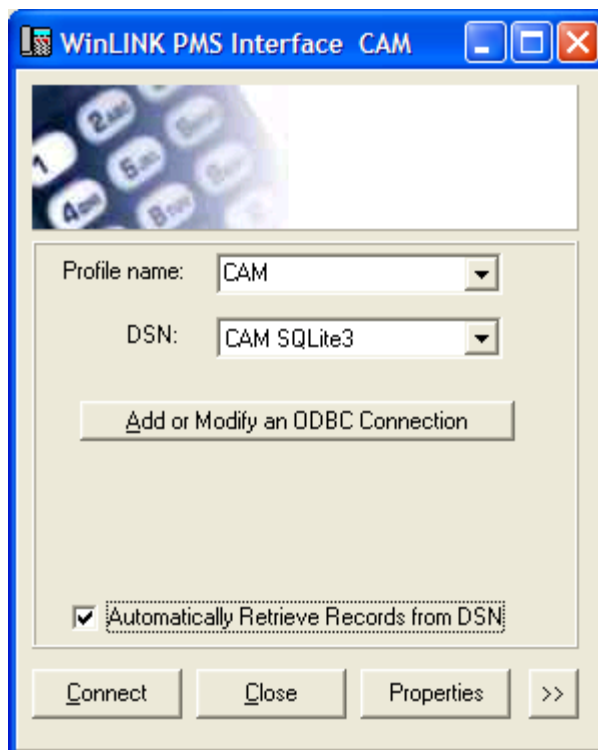 WinLINK PMS Interface CAM
Profile name: CAM
DSN: CAM SQLite3
Add or Modify an ODBC Connection
Automatically Retrieve Records from DSN
Connect Close Properties >>